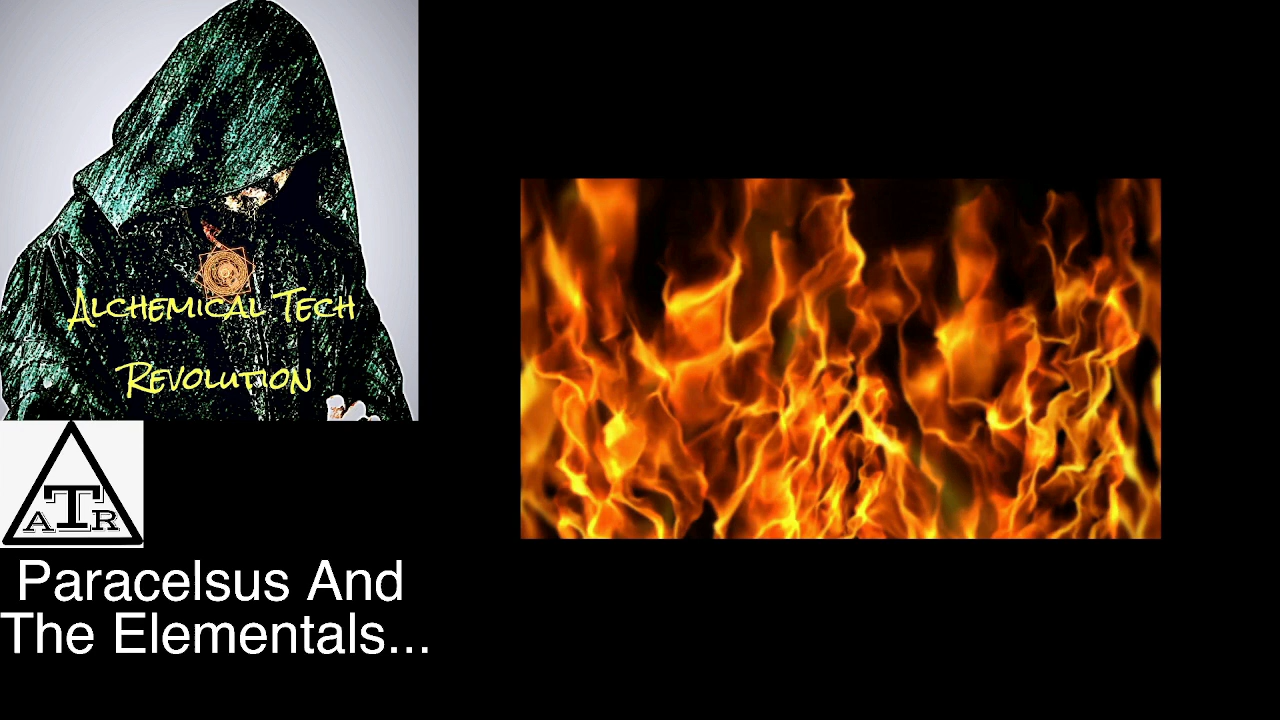 Alchemical Tech
Revolution
ATR
Paracelsus And
The Elementals...